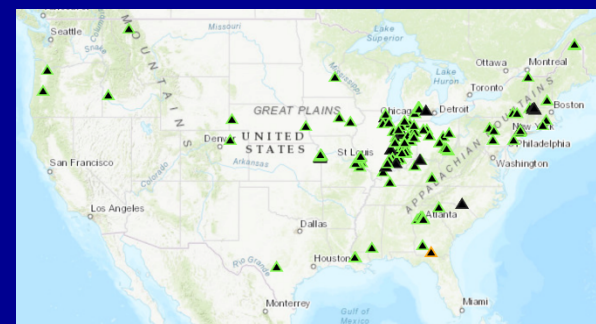 Seattle
Lake
Superior
Ottawa
Montreal
MOUNTAINS
Lake
Huron
Toronto
GREAT PLAINS
Chicago
Detroit
Boston
New York
Denver
UNITED
STATES
St Louis
Philadelphia
Washington
APPALACHIAN MOUNTAINS
San Francisco
Colorado
Arkansas
Los Angeles
Atlanta
Dallas
Houston
Rio Grande
Monterrey
Gulf of
Mexico
Miami